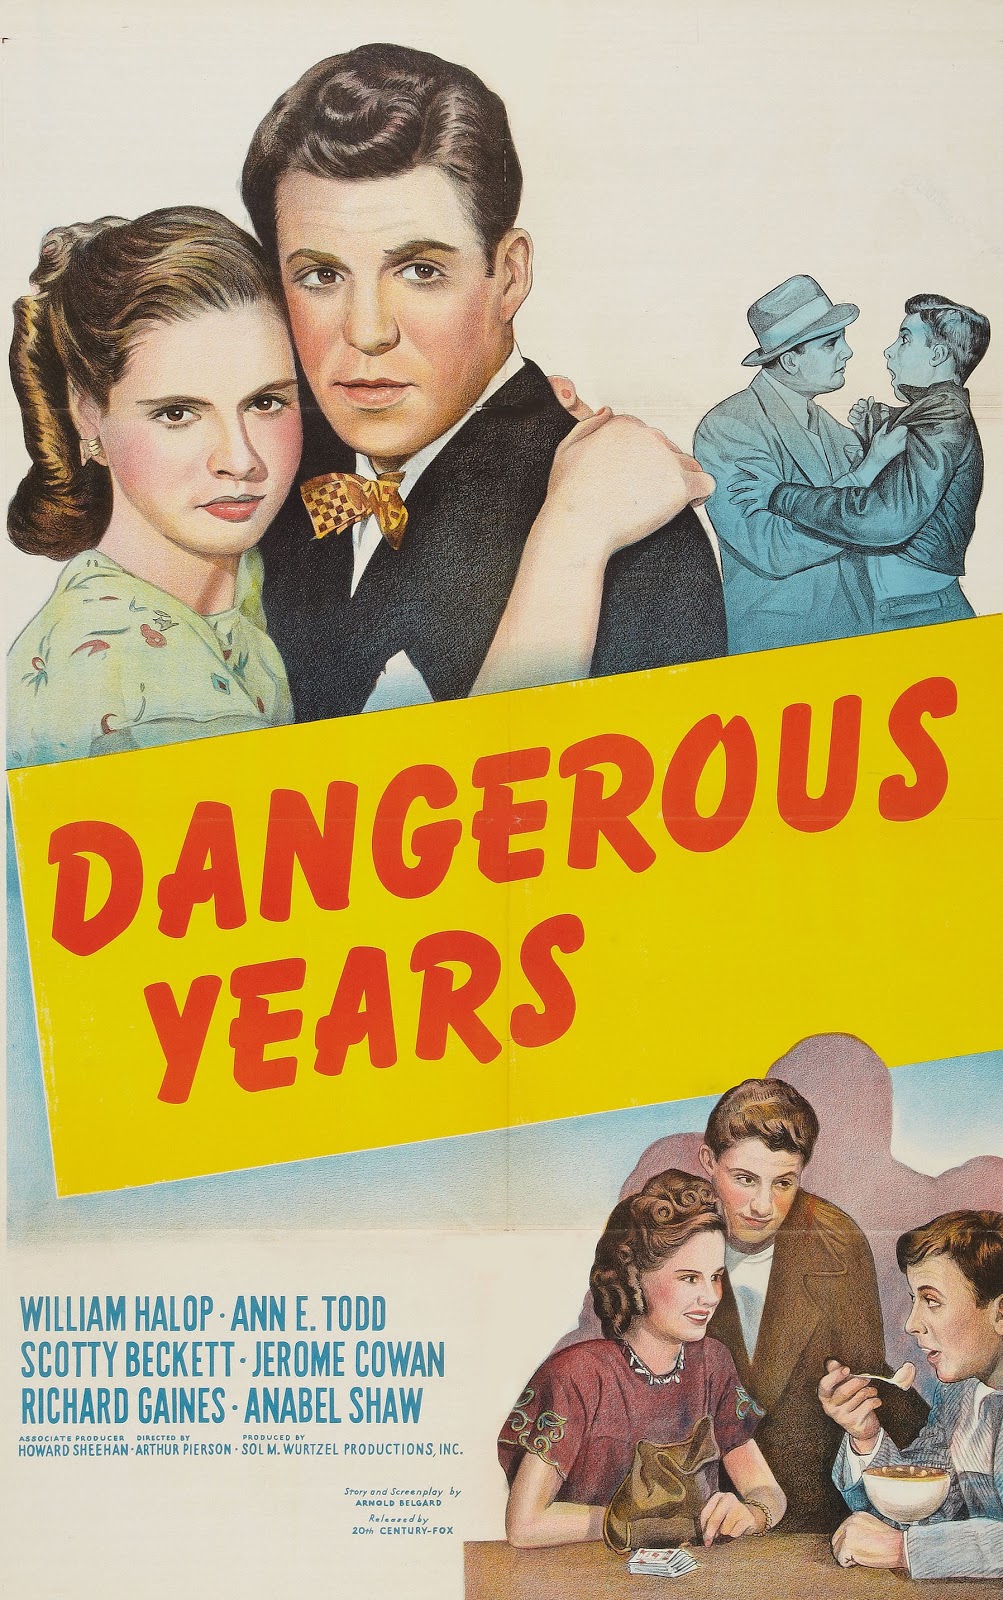 DANGEROUS
YEARS
WILLIAM HALOP · ANN E. TODD
SCOTTY BECKETT · JEROME COWAN
RICHARD GAINES · ANABEL SHAW
ASSOCIATE PRODUCER DIRECTED BY PRODUCED BY
HOWARD SHEEHAN · ARTHUR PIERSON · SOL M. WURTZEL PRODUCTIONS, INC.
Story and Screenplay by
ARNOLD BELGARD
Released by
20th CENTURY-FOX